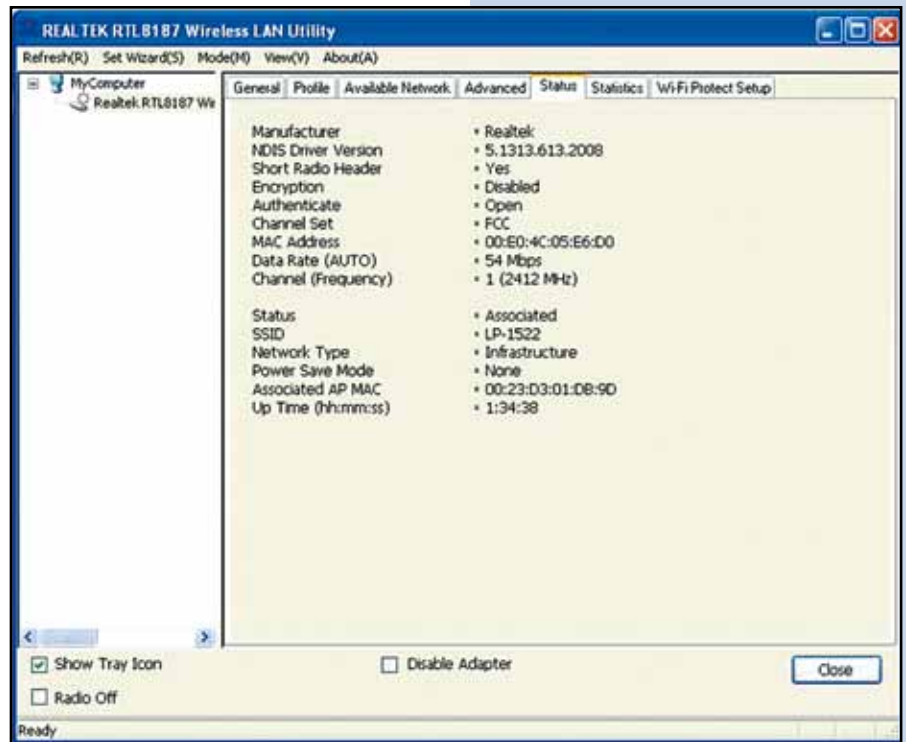 REALTEK RTL8187 Wireless LAN Utility
Refresh(R) Set Wizard(S) Mode(M) View(V) About(A)
MyComputer
Realtek RTL8187 Wir
General Profile Available Network Advanced Status Statistics Wi-Fi Protect Setup
Manufacturer * Realtek
NDIS Driver Version * 5.1313.613.2008
Short Radio Header * Yes
Encryption * Disabled
Authenticate * Open
Channel Set * FCC
MAC Address * 00:E0:4C:05:E6:D0
Data Rate (AUTO) * 54 Mbps
Channel (Frequency) * 1 (2412 MHz)
Status * Associated
SSID * LP-1522
Network Type * Infrastructure
Power Save Mode * None
Associated AP MAC * 00:23:D3:01:DB:9D
Up Time (hh:mm:ss) * 1:34:38
Show Tray Icon Disable Adapter Close
Radio Off
Ready